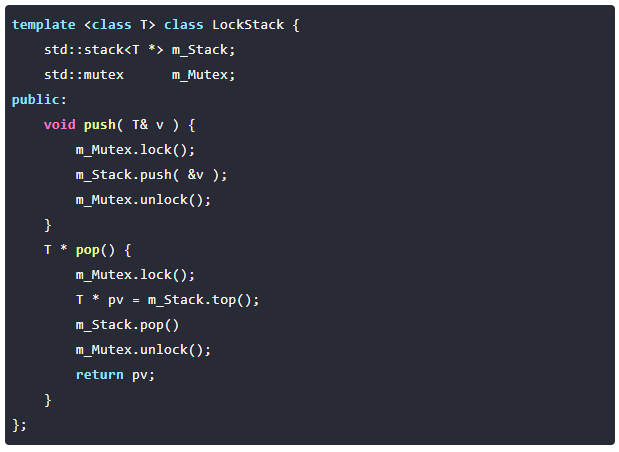 template <class T> class LockStack {
    std::stack<T *> m_Stack;
    std::mutex      m_Mutex;
public:
    void push( T& v ) {
        m_Mutex.lock();
        m_Stack.push( &v );
        m_Mutex.unlock();
    }
    T * pop() {
        m_Mutex.lock();
        T * pv = m_Stack.top();
        m_Stack.pop()
        m_Mutex.unlock();
        return pv;
    }
};